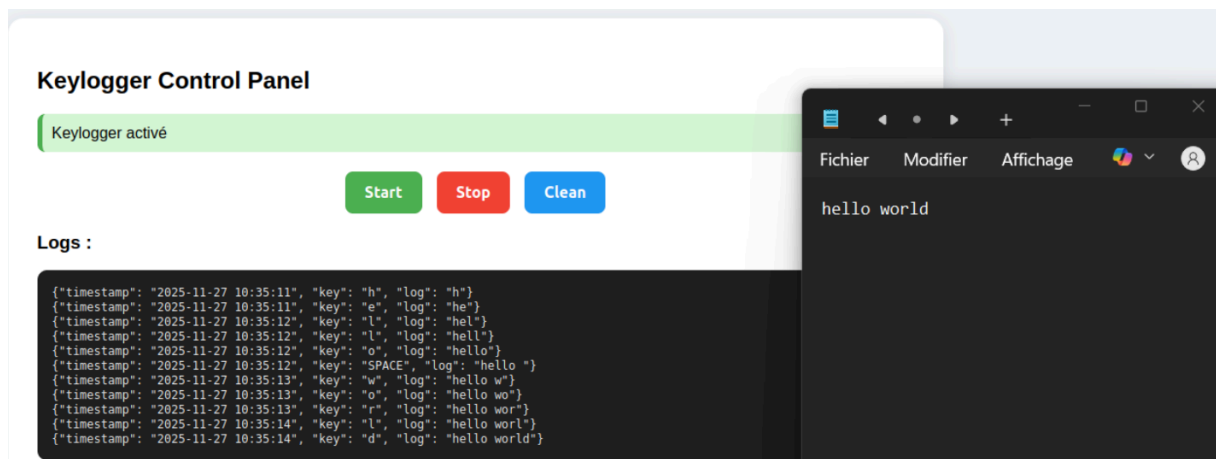 Keylogger Control Panel
Keylogger activé
Start Stop Clean
Logs :
{"timestamp": "2025-11-27 10:35:11", "key": "h", "log": "h"}
{"timestamp": "2025-11-27 10:35:11", "key": "e", "log": "he"}
{"timestamp": "2025-11-27 10:35:12", "key": "l", "log": "hel"}
{"timestamp": "2025-11-27 10:35:12", "key": "l", "log": "hell"}
{"timestamp": "2025-11-27 10:35:12", "key": "o", "log": "hello"}
{"timestamp": "2025-11-27 10:35:12", "key": "SPACE", "log": "hello "}
{"timestamp": "2025-11-27 10:35:13", "key": "w", "log": "hello w"}
{"timestamp": "2025-11-27 10:35:13", "key": "o", "log": "hello wo"}
{"timestamp": "2025-11-27 10:35:13", "key": "r", "log": "hello wor"}
{"timestamp": "2025-11-27 10:35:14", "key": "l", "log": "hello worl"}
{"timestamp": "2025-11-27 10:35:14", "key": "d", "log": "hello world"}
Fichier Modifier Affichage
hello world